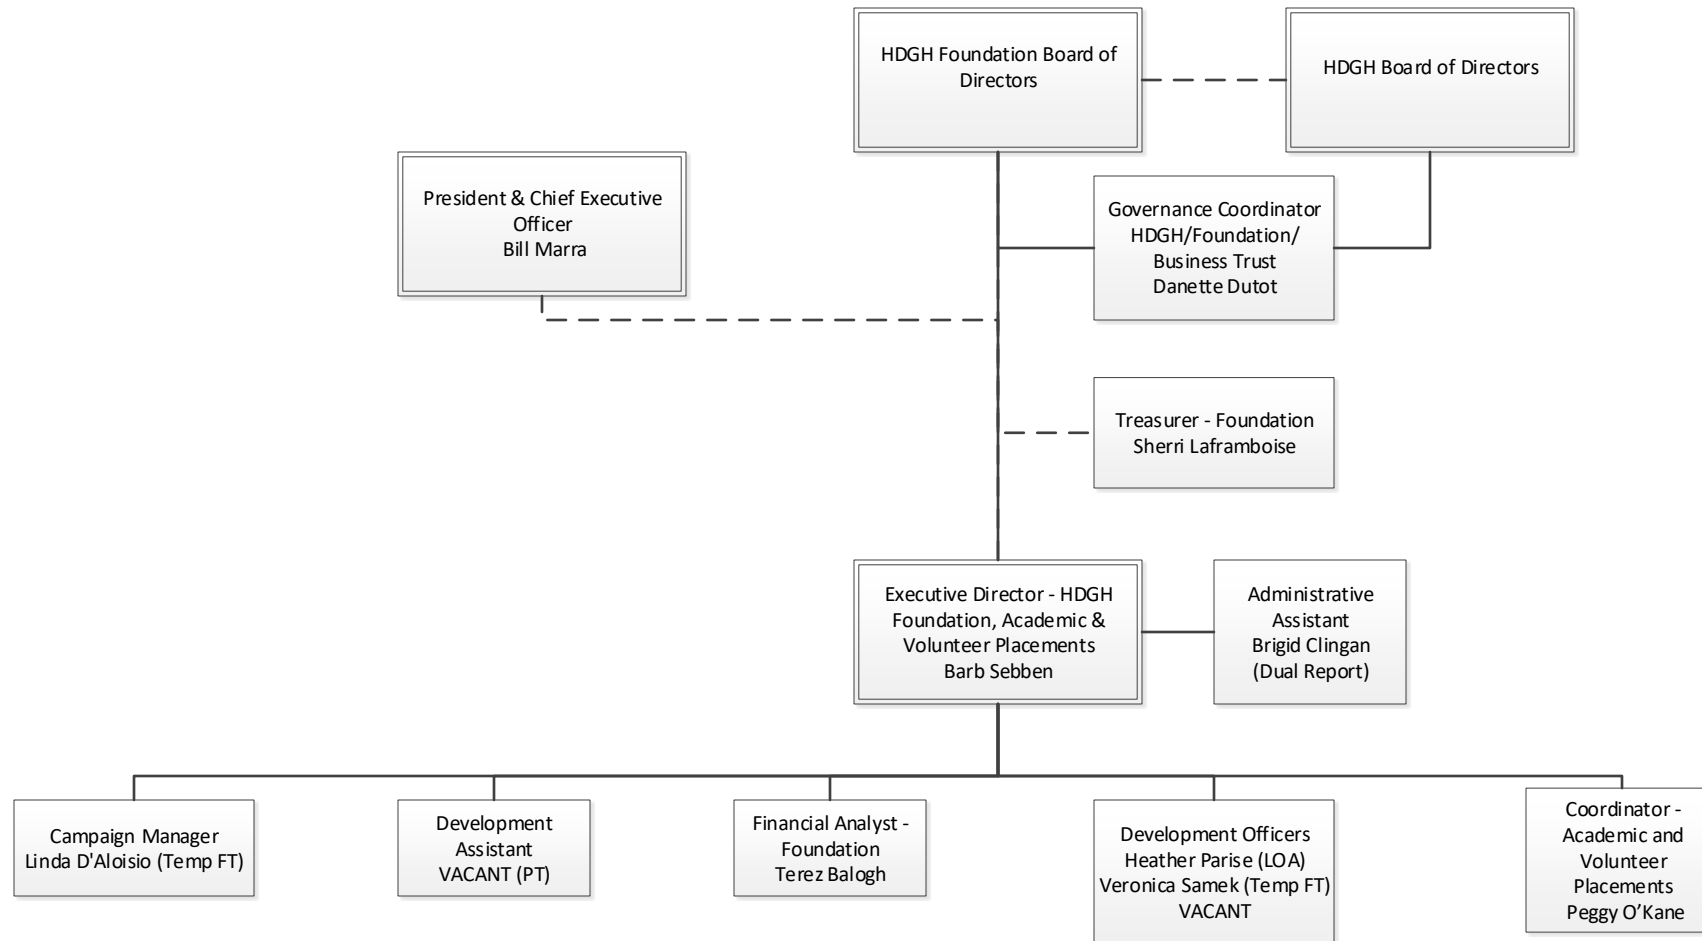 HDGH Foundation Board of
Directors
HDGH Board of Directors
President & Chief Executive
Officer
Bill Marra
Governance Coordinator
HDGH/Foundation/
Business Trust
Danette Dutot
Treasurer - Foundation
Sherri Laframboise
Executive Director - HDGH
Foundation, Academic &
Volunteer Placements
Barb Sebben
Administrative
Assistant
Brigid Clingan
(Dual Report)
Campaign Manager
Linda D'Aloisio (Temp FT)
Development
Assistant
VACANT (PT)
Financial Analyst -
Foundation
Terez Balogh
Development Officers
Heather Parise (LOA)
Veronica Samek (Temp FT)
VACANT
Coordinator -
Academic and
Volunteer
Placements
Peggy O’Kane